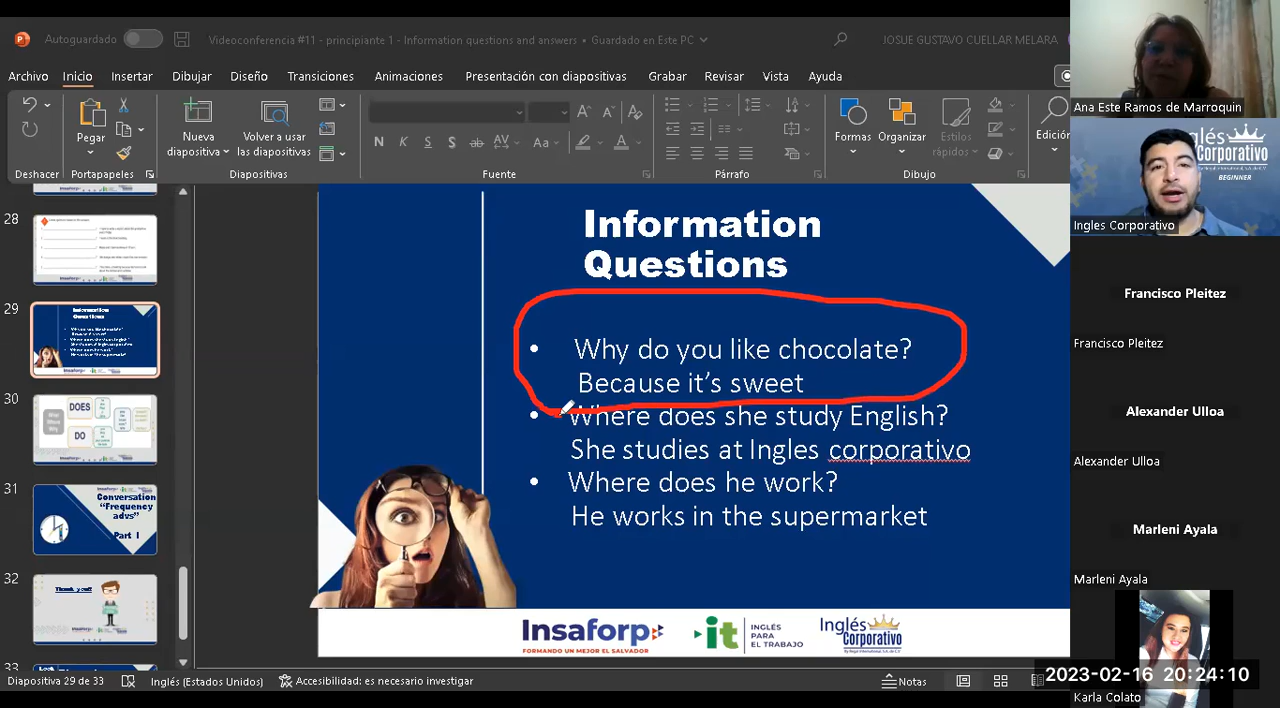 Autoguardado
Videoconferencia #11 - principiante 1 - Information questions and answers • Guardado en Este PC
JOSUE GUSTAVO CUELLAR MELARA
Archivo Inicio Insertar Dibujar Diseño Transiciones Animaciones Presentación con diapositivas Grabar Revisar Vista Ayuda
Pegar
Nueva
diapositiva
Volver a usar
las diapositivas
N K S S ab AV Aa A
Formas
Organizar
Estilos
rápidos
Edición
Deshacer
Portapapeles
Diapositivas
Fuente
Párrafo
Dibujo
28
29
Information
Questions
30
DOES
DO
31
Conversation
"Frequency
advs"
Part 1
32
Thank you!!
33
Information
Questions
• Why do you like chocolate?
Because it's sweet
• Where does she study English?
She studies at Ingles corporativo
• Where does he work?
He works in the supermarket
Insaforp
FORMANDO UN MEJOR EL SALVADOR
it
INGLÉS
PARA
EL TRABAJO
Inglés
Corporativo
Diapositiva 29 de 33
Inglés (Estados Unidos)
Accesibilidad: es necesario investigar
Notas
Ana Este Ramos de Marroquin
Inglés
Corporativo
BEGINNER
Ingles Corporativo
Francisco Pleitez
Francisco Pleitez
Alexander Ulloa
Alexander Ulloa
Marleni Ayala
Marleni Ayala
2023-02-16 20:24:10
Karla Colato